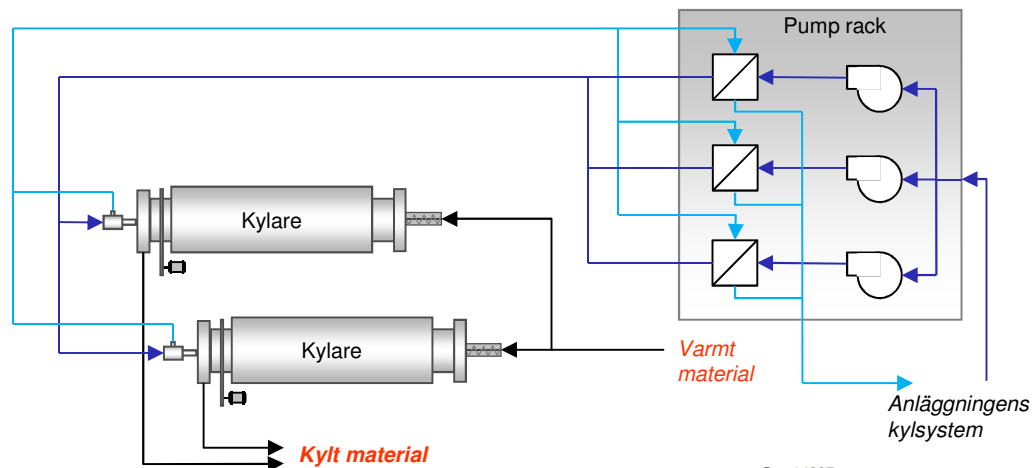 Pump rack
Kylare
Kylare
Varmt
material
Anläggningens
kylsystem
Kylt material